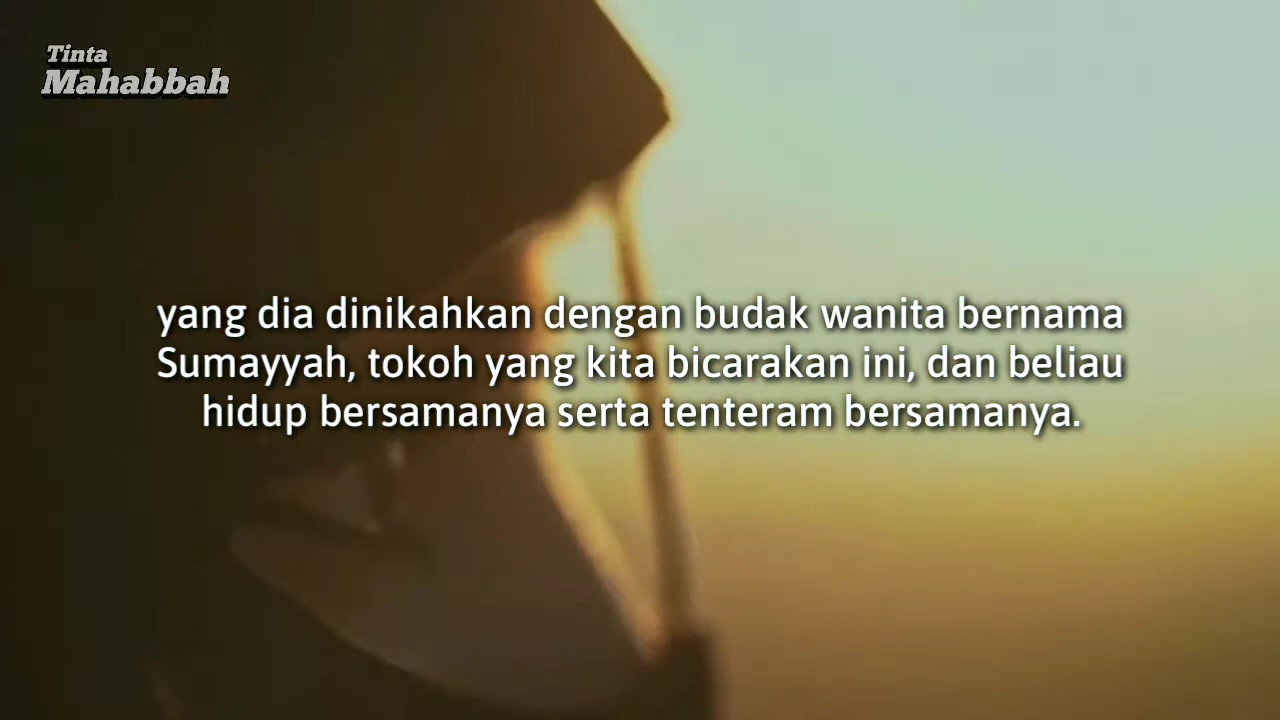 Tinta
Mahabbah
yang dia dinikahkan dengan budak wanita bernama
Sumayyah, tokoh yang kita bicarakan ini, dan beliau
hidup bersamanya serta tenteram bersamanya.